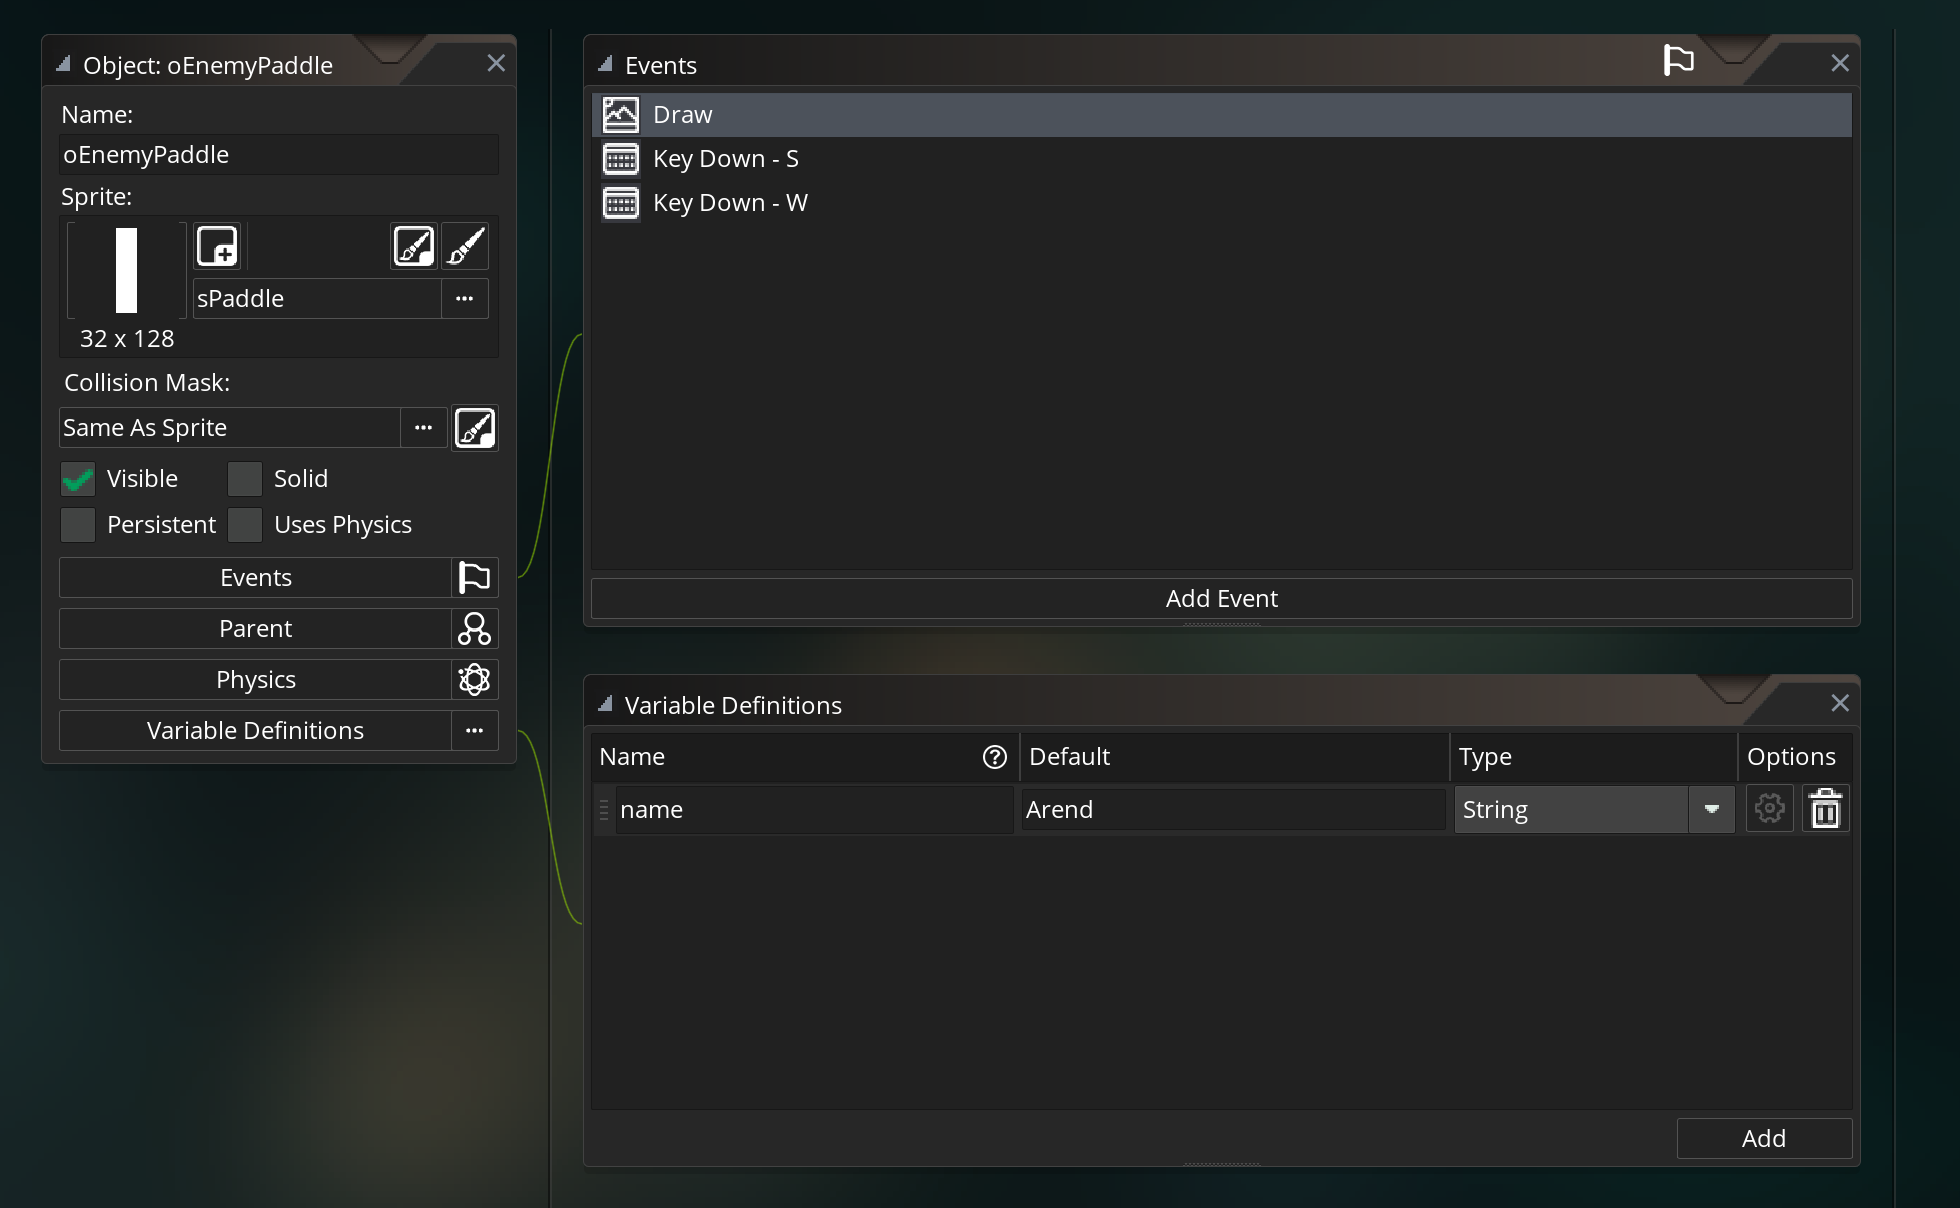 Object: oEnemyPaddle
Name:
oEnemyPaddle
Sprite:
sPaddle
32 x 128
Collision Mask:
Same As Sprite
Visible
Solid
Persistent
Uses Physics
Events
Parent
Physics
Variable Definitions
Events
Draw
Key Down - S
Key Down - W
Add Event
Variable Definitions
Name Default Type Options
name Arend String
Add